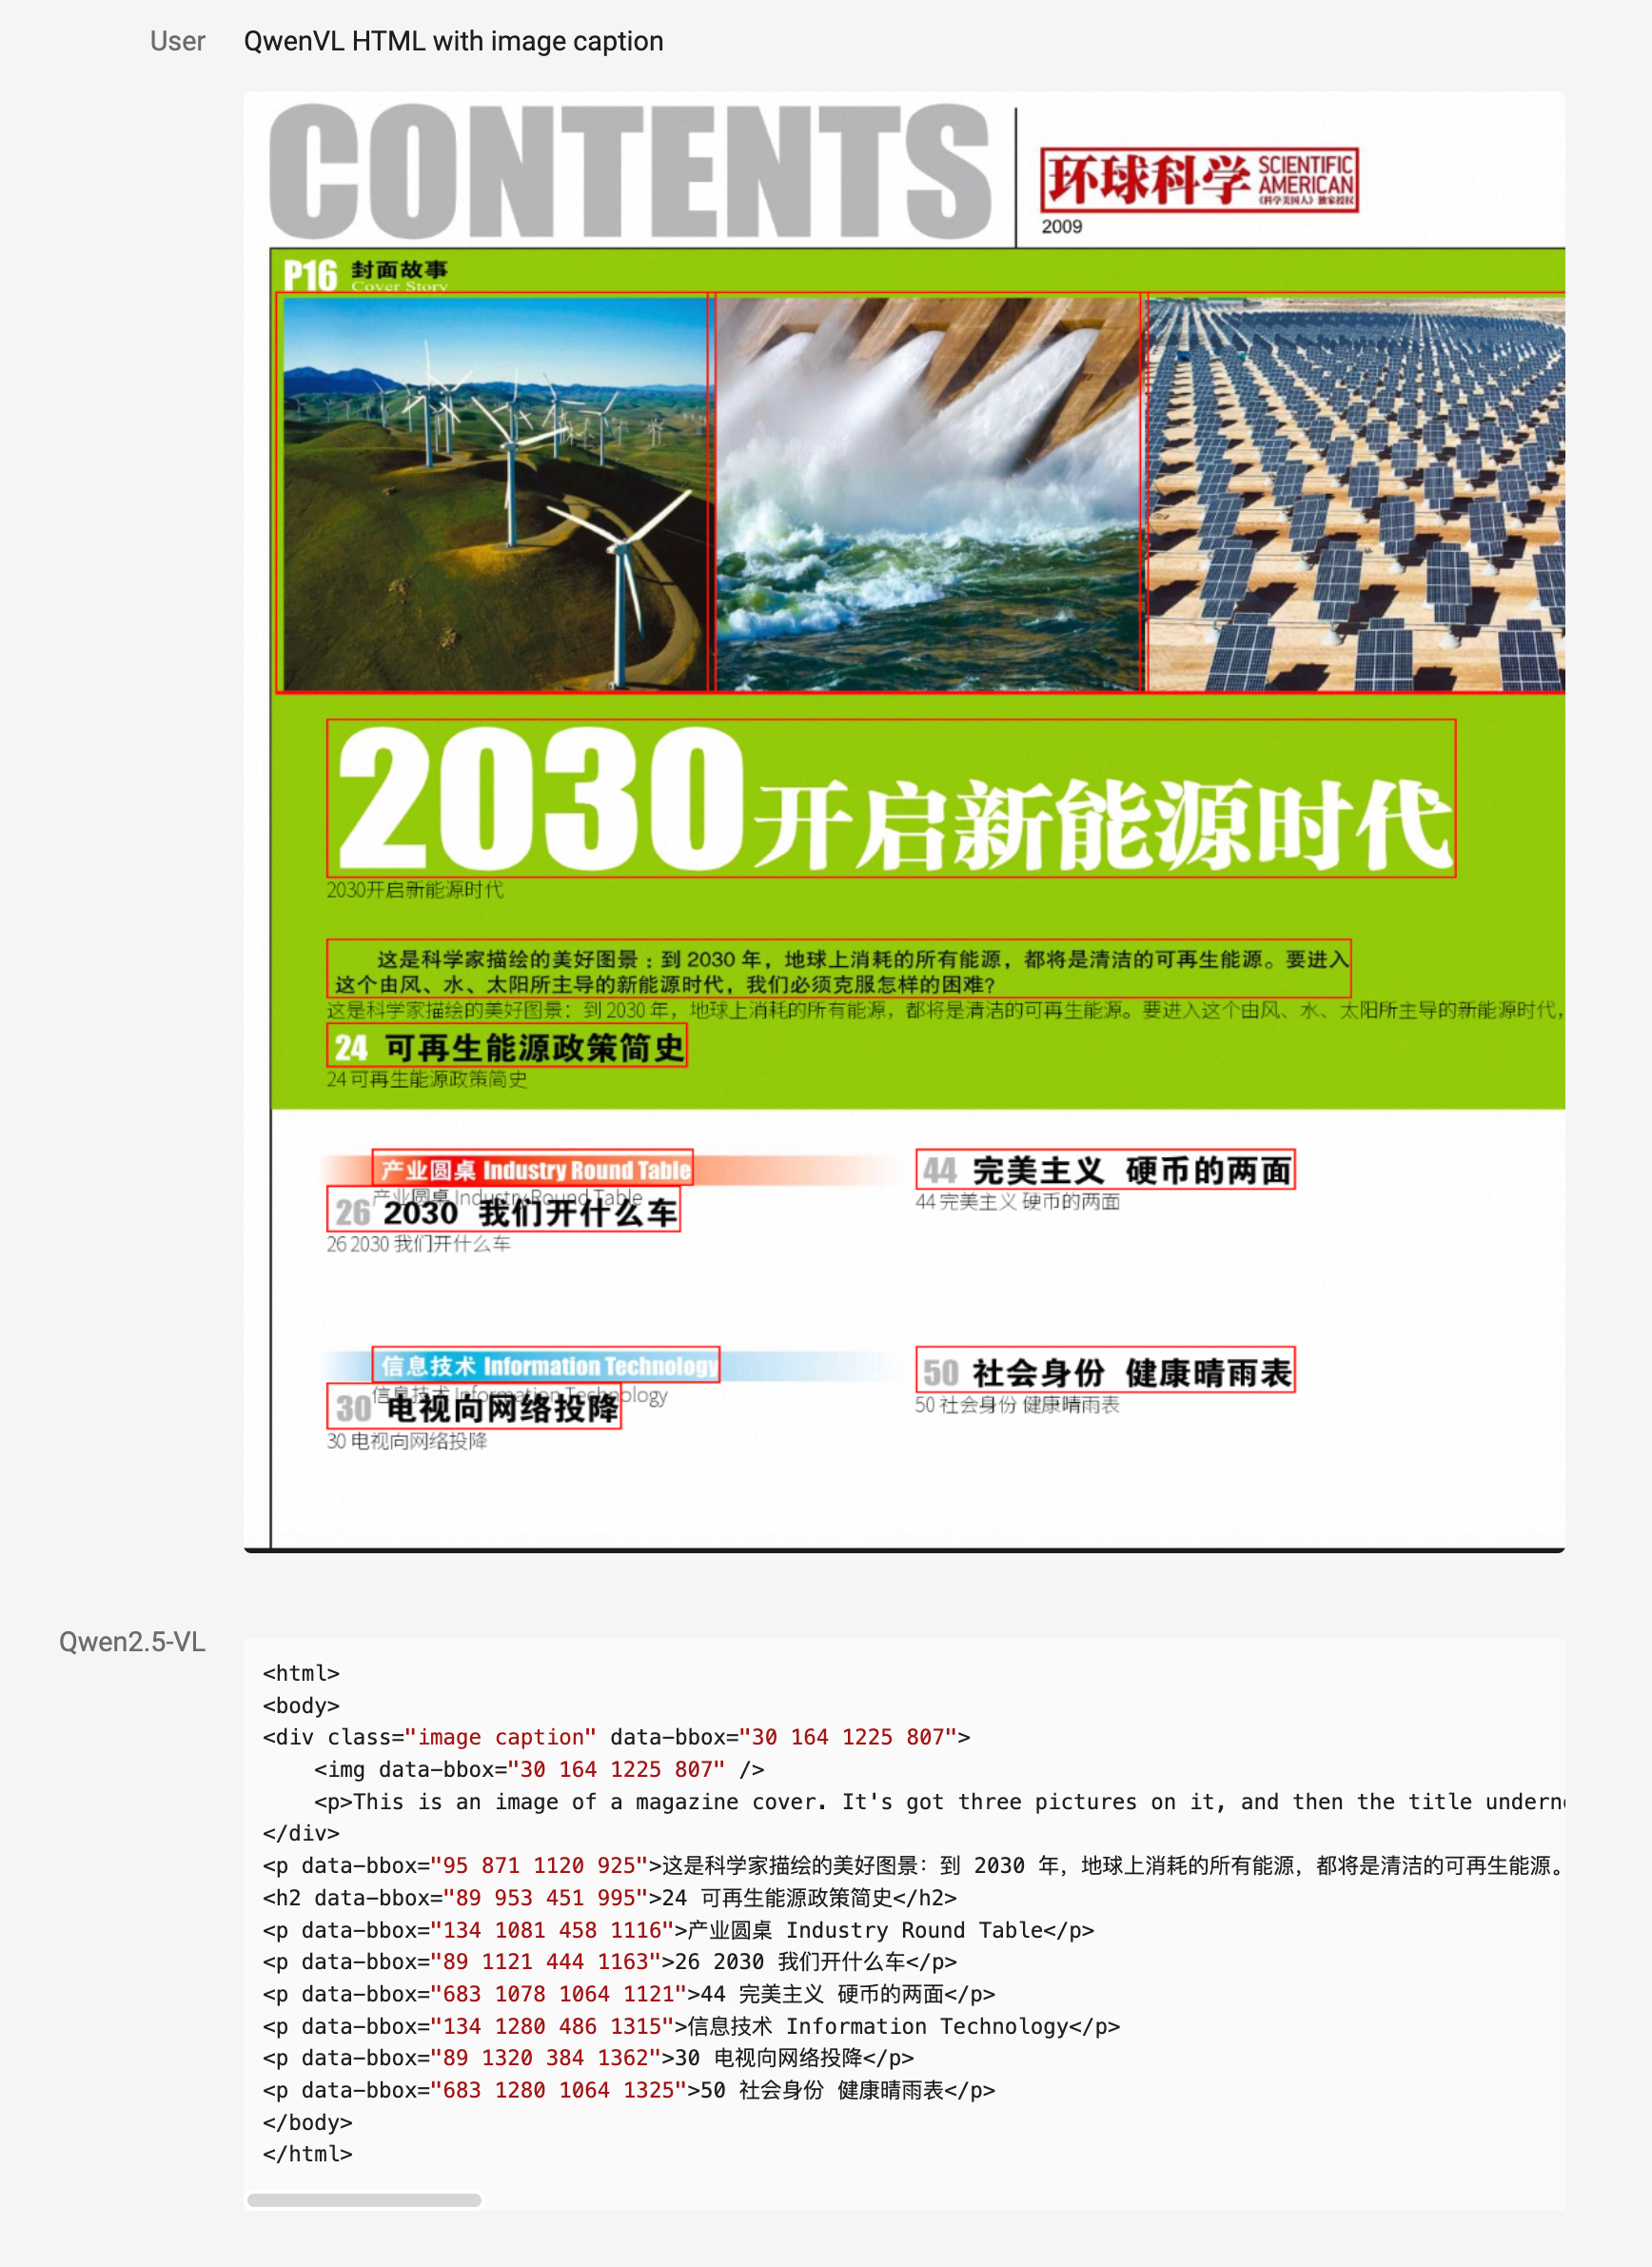 User QwenVL HTML with image caption
CONTENTS
环球科学 SCIENTIFIC AMERICAN
《科学美国人》独家授权
2009
P16 封面故事
Cover Story
2030开启新能源时代
2030开启新能源时代
这是科学家描绘的美好图景:到 2030 年,地球上消耗的所有能源,都将是清洁的可再生能源。要进入
这个由风、水、太阳所主导的新能源时代,我们必须克服怎样的困难?
这是科学家描绘的美好图景:到 2030 年,地球上消耗的所有能源,都将是清洁的可再生能源。要进入这个由风、水、太阳所主导的新能源时代,
24 可再生能源政策简史
24 可再生能源政策简史
产业圆桌 Industry Round Table
产业圆桌 Industry Round Table
26 2030 我们开什么车
26 2030 我们开什么车
44 完美主义 硬币的两面
44 完美主义 硬币的两面
信息技术 Information Technology
信息技术 Information Technology
30 电视向网络投降
30 电视向网络投降
50 社会身份 健康晴雨表
50 社会身份 健康晴雨表
Qwen2.5-VL
<html>
<body>
<div class="image caption" data-bbox="30 164 1225 807">
    <img data-bbox="30 164 1225 807" />
    <p>This is an image of a magazine cover. It's got three pictures on it, and then the title
</div>
<p data-bbox="95 871 1120 925">这是科学家描绘的美好图景:到 2030 年,地球上消耗的所有能源,都将是清洁的可再生能源。
<h2 data-bbox="89 953 451 995">24 可再生能源政策简史</h2>
<p data-bbox="134 1081 458 1116">产业圆桌 Industry Round Table</p>
<p data-bbox="89 1121 444 1163">26 2030 我们开什么车</p>
<p data-bbox="683 1078 1064 1121">44 完美主义 硬币的两面</p>
<p data-bbox="134 1280 486 1315">信息技术 Information Technology</p>
<p data-bbox="89 1320 384 1362">30 电视向网络投降</p>
<p data-bbox="683 1280 1064 1325">50 社会身份 健康晴雨表</p>
</body>
</html>